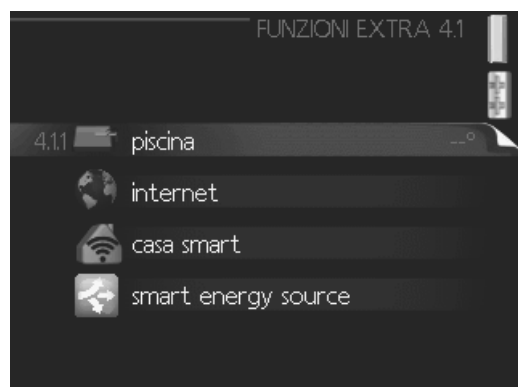 FUNZIONI EXTRA 4.1
4.1.1 piscina --°
internet
casa smart
smart energy source